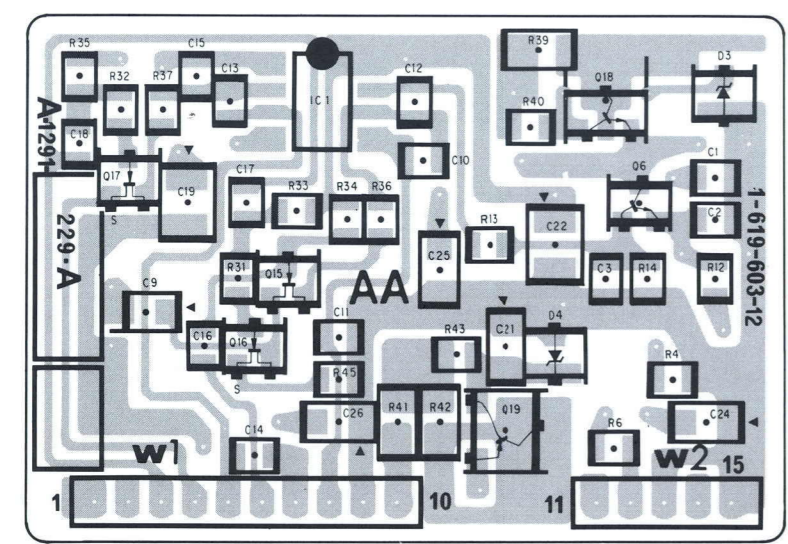 R35
C15
R32
R37
C13
IC1
C12
R39
Q18
D3
R40
A-1291-
229-A
C18
Q17
S
C19
C17
R33
R34
R36
C10
Q6
C1
C2
1-619-603-12
R13
C22
C25
C3
R14
R12
R31
Q15
AA
C9
C16
Q16
S
C11
R45
R43
C21
D4
R4
C26
R41
R42
Q19
R6
C24
C14
W1
W2
15
1
10
11